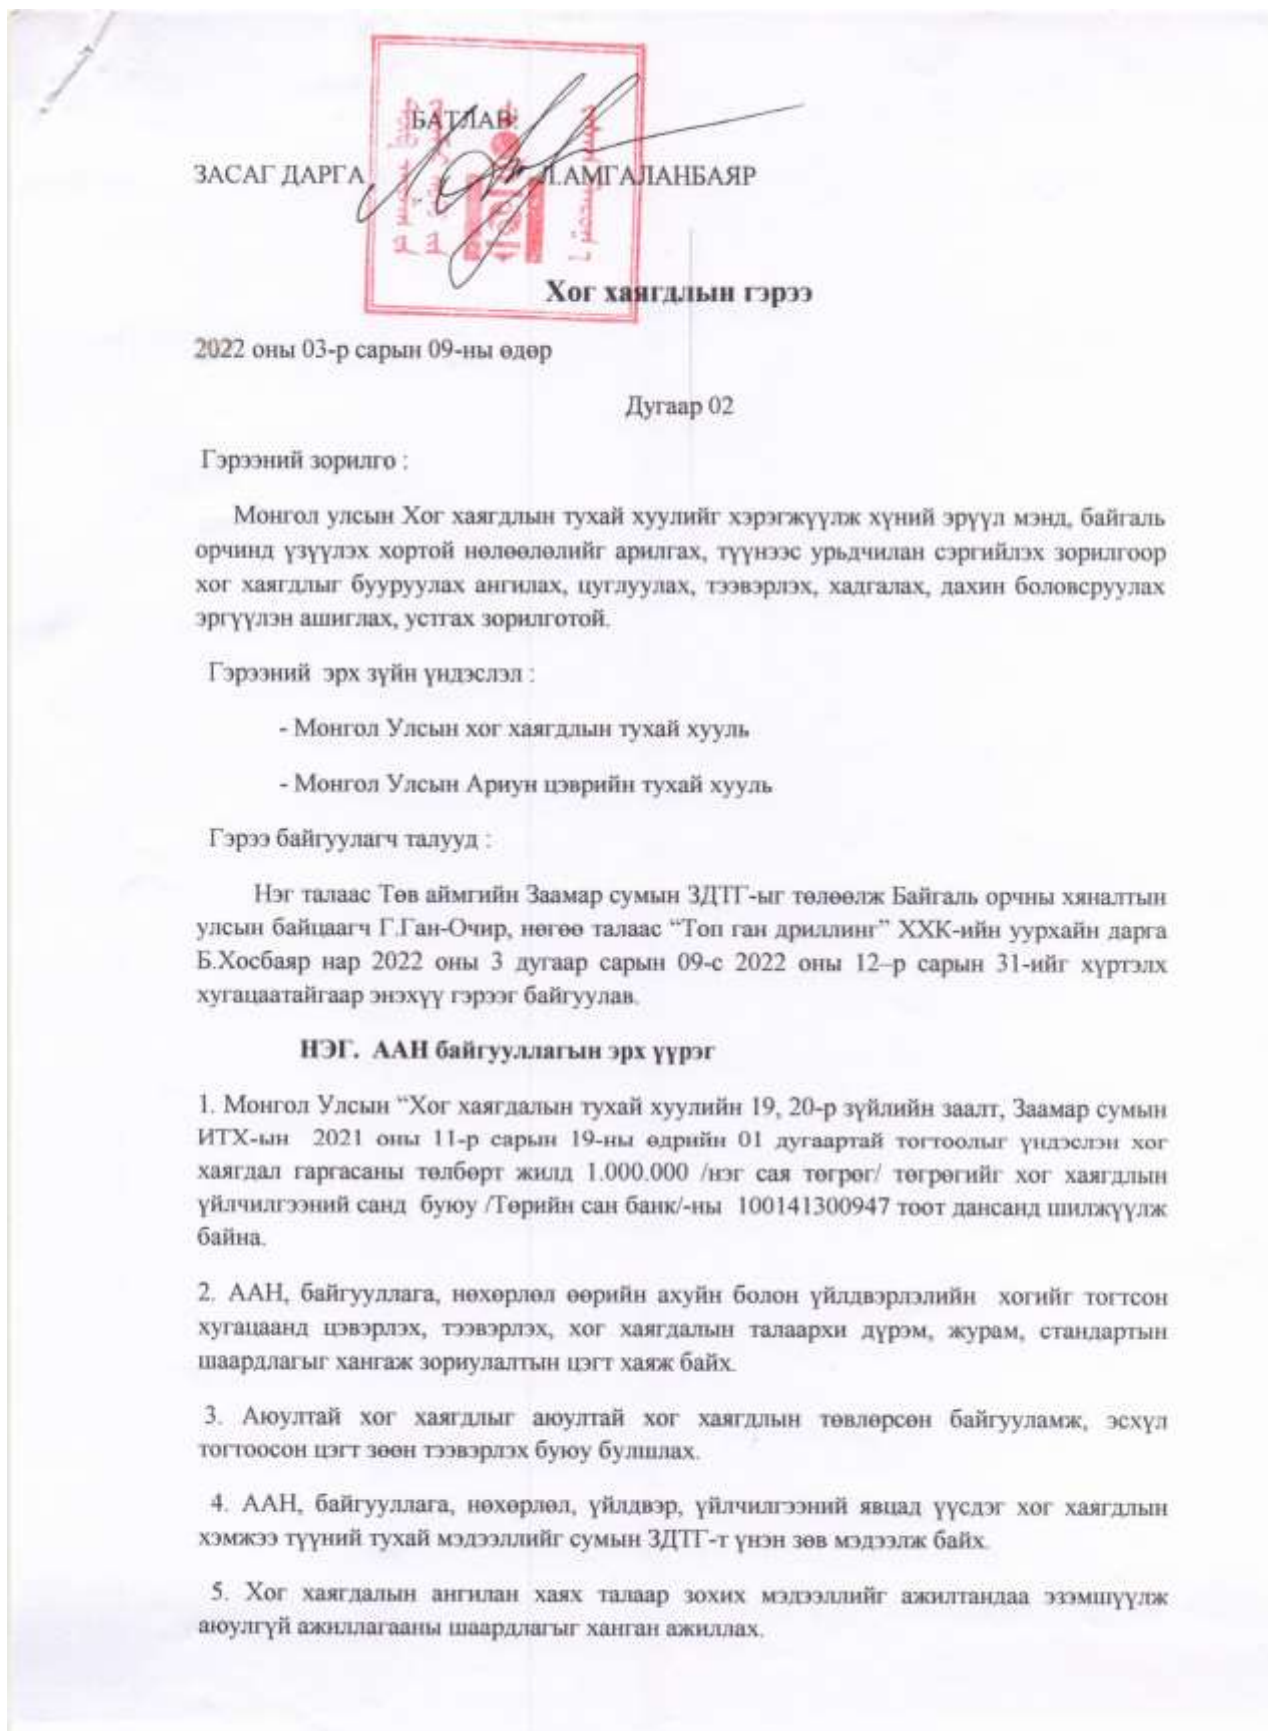 БАТЛАВ:
ЗАСАГ ДАРГА Л.АМГАЛАНБАЯР
Хог хаягдлын гэрээ
2022 оны 03-р сарын 09-ны өдөр
Дугаар 02
Гэрээний зорилго :
Монгол улсын Хог хаягдлын тухай хуулийг хэрэгжүүлж хүний эрүүл мэнд, байгаль
орчинд үзүүлэх хортой нөлөөлөлийг арилгах, түүнээс урьдчилан сэргийлэх зорилгоор
хог хаягдлыг бууруулах ангилах, цуглуулах, тээвэрлэх, хадгалах, дахин боловсруулах
эргүүлэн ашиглах, устгах зорилготой.
Гэрээний эрх зүйн үндэслэл :
- Монгол Улсын хог хаягдлын тухай хууль
- Монгол Улсын Ариун цэврийн тухай хууль
Гэрээ байгуулагч талууд :
Нэг талаас Төв аймгийн Заамар сумын ЗДТГ-ыг төлөөлж Байгаль орчны хяналтын
улсын байцаагч Г.Ган-Очир, нөгөө талаас “Топ ган дриллинг” ХХК-ийн уурхайн дарга
Б.Хосбаяр нар 2022 оны 3 дугаар сарын 09-с 2022 оны 12–р сарын 31-ийг хүртэлх
хугацаатайгаар энэхүү гэрээг байгуулав.
НЭГ. ААН байгууллагын эрх үүрэг
1. Монгол Улсын “Хог хаягдалын тухай хуулийн 19, 20-р зүйлийн заалт, Заамар сумын
ИТХ-ын 2021 оны 11-р сарын 19-ны өдрийн 01 дугаартай тогтоолыг үндэслэн хог
хаягдал гаргасаны төлбөрт жилд 1.000.000 /нэг сая төгрөг/ төгрөгийг хог хаягдлын
үйлчилгээний санд буюу /Төрийн сан банк/-ны 100141300947 тоот дансанд шилжүүлж
байна.
2. ААН, байгууллага, нөхөрлөл өөрийн ахуйн болон үйлдвэрлэлийн хогийг тогтсон
хугацаанд цэвэрлэх, тээвэрлэх, хог хаягдалын талаархи дүрэм, журам, стандартын
шаардлагыг хангаж зориулалтын цэгт хаяж байх.
3. Аюултай хог хаягдлыг аюултай хог хаягдлын төвлөрсөн байгууламж, эсхүл
тогтоосон цэгт зөөн тээвэрлэх буюу булшлах.
4. ААН, байгууллага, нөхөрлөл, үйлдвэр, үйлчилгээний явцад үүсдэг хог хаягдлын
хэмжээ түүний тухай мэдээллийг сумын ЗДТГ-т үнэн зөв мэдээлж байх.
5. Хог хаягдалын ангилан хаях талаар зохих мэдээллийг ажилтандаа эзэмшүүлж
аюулгүй ажиллагааны шаардлагыг ханган ажиллах.